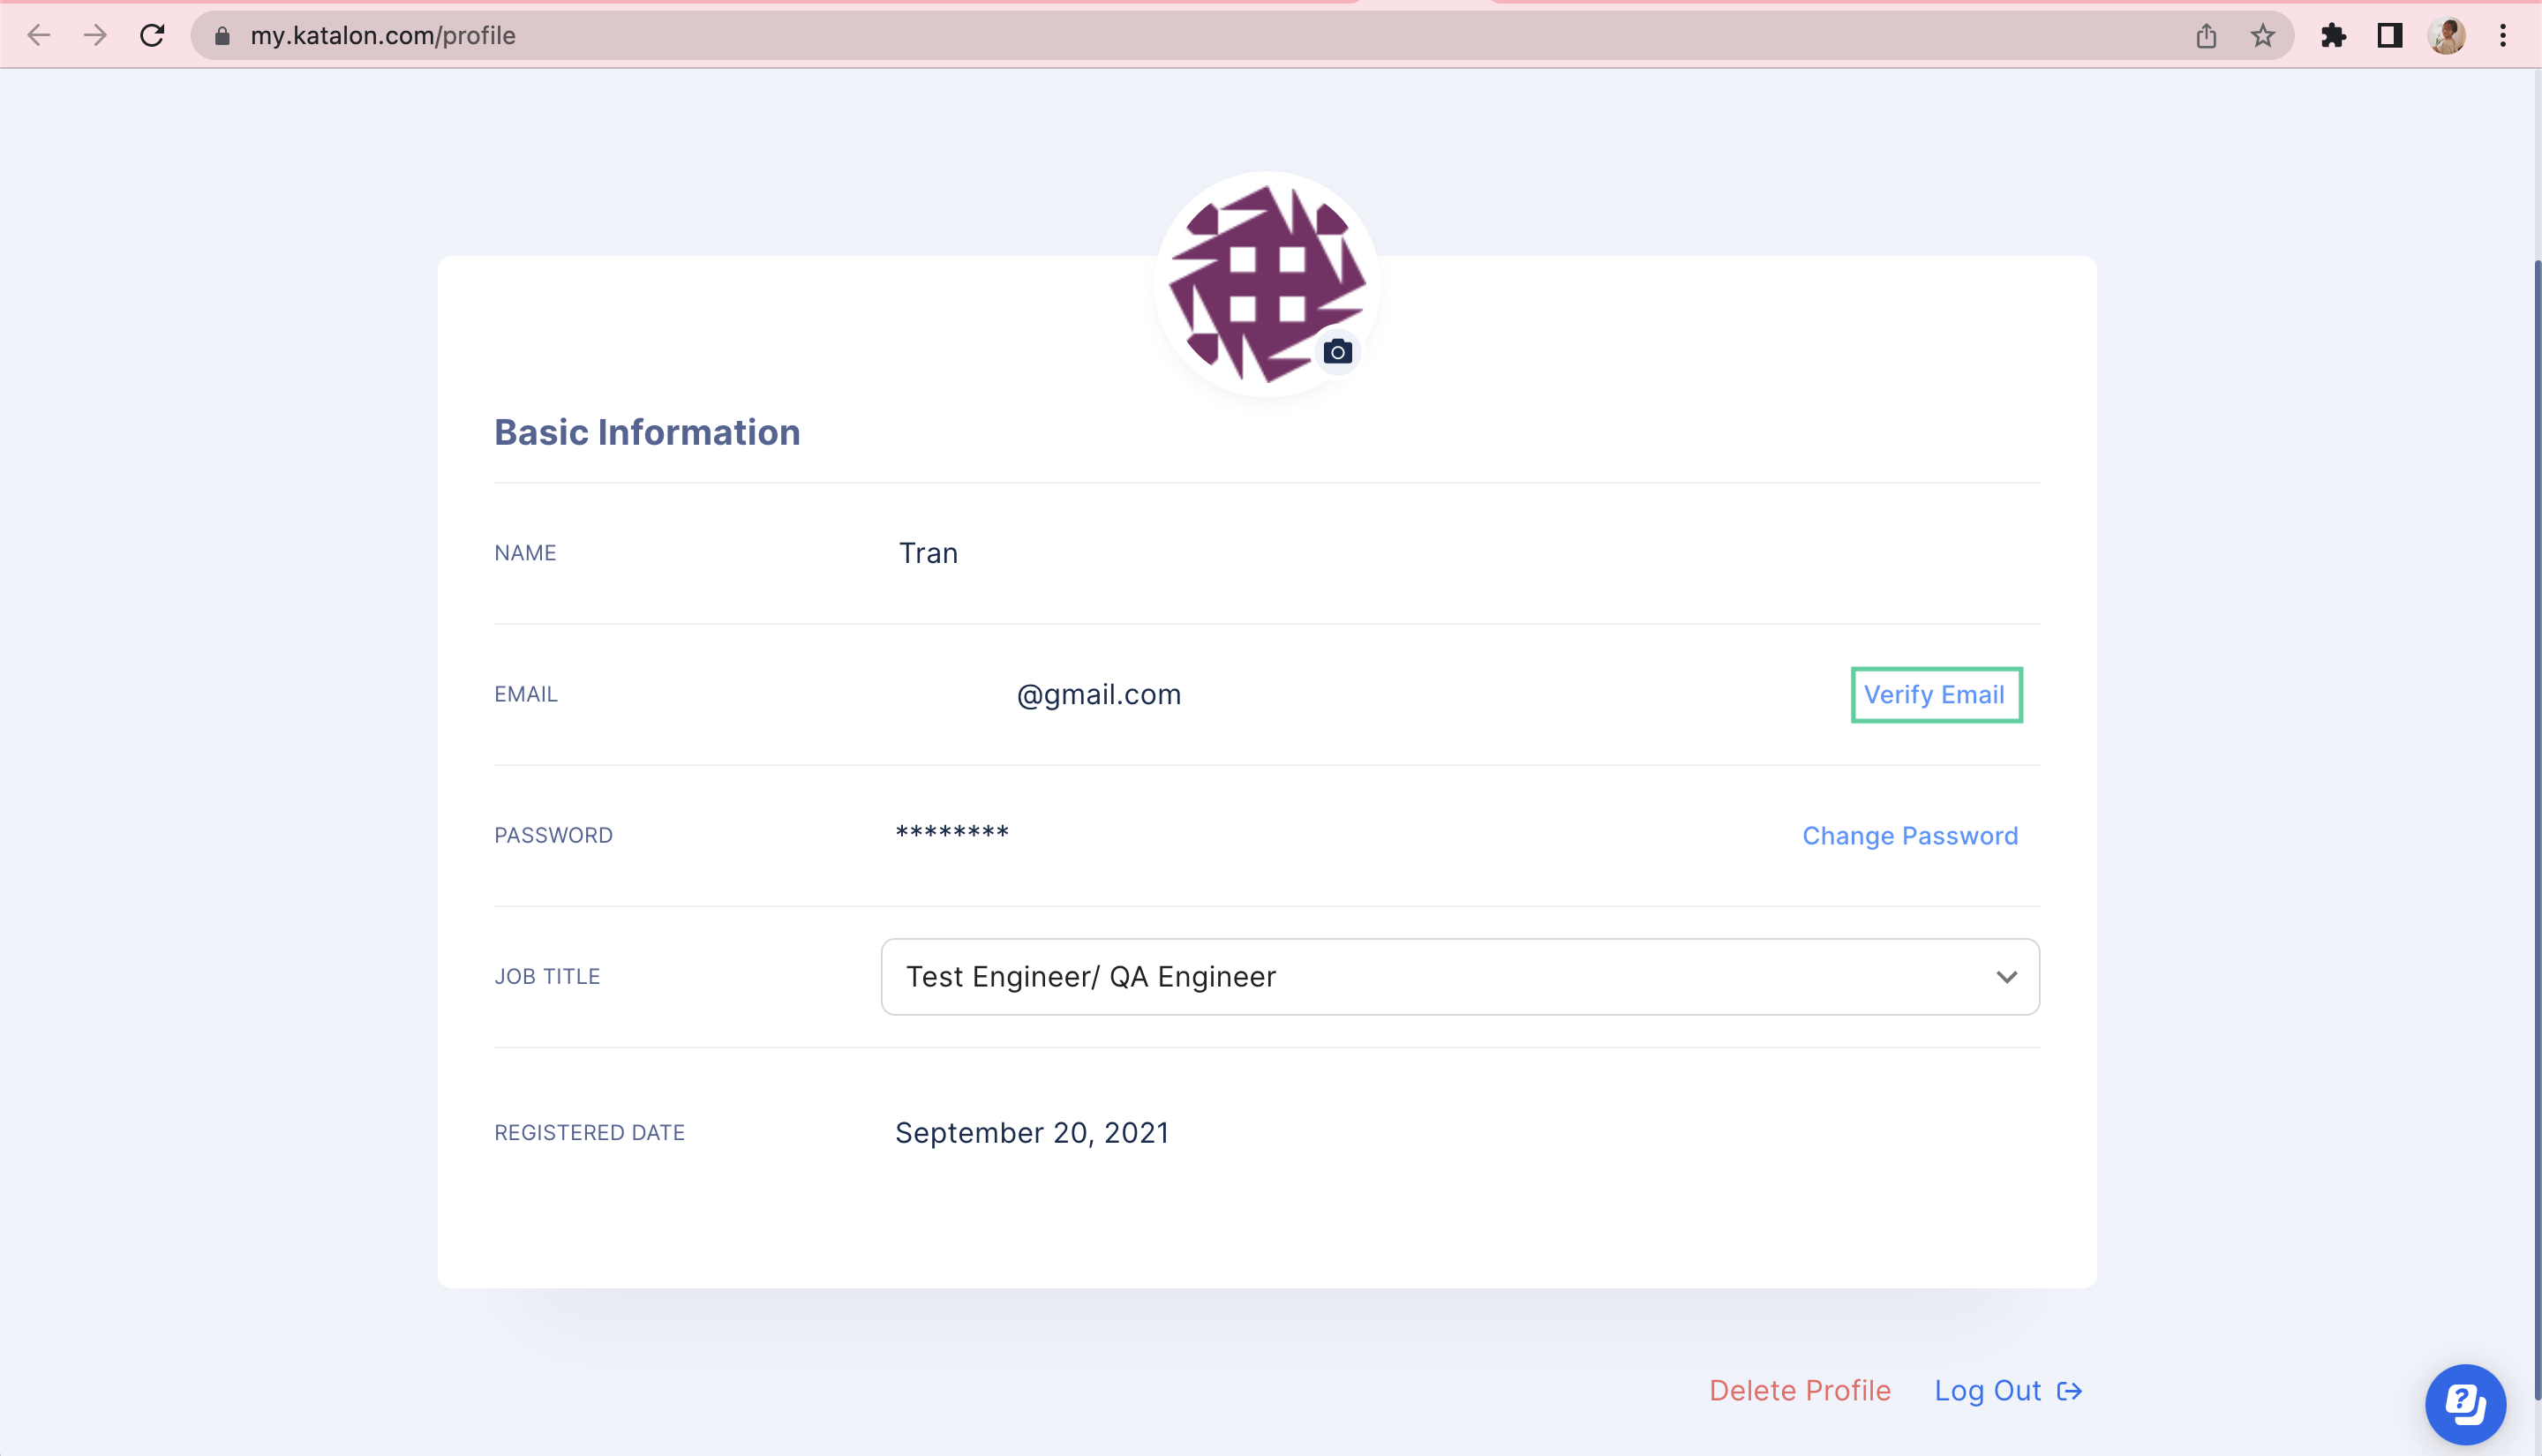 my.katalon.com/profile
Basic Information
NAME Tran
EMAIL @gmail.com Verify Email
PASSWORD ******** Change Password
JOB TITLE Test Engineer/ QA Engineer
REGISTERED DATE September 20, 2021
Delete Profile Log Out
?